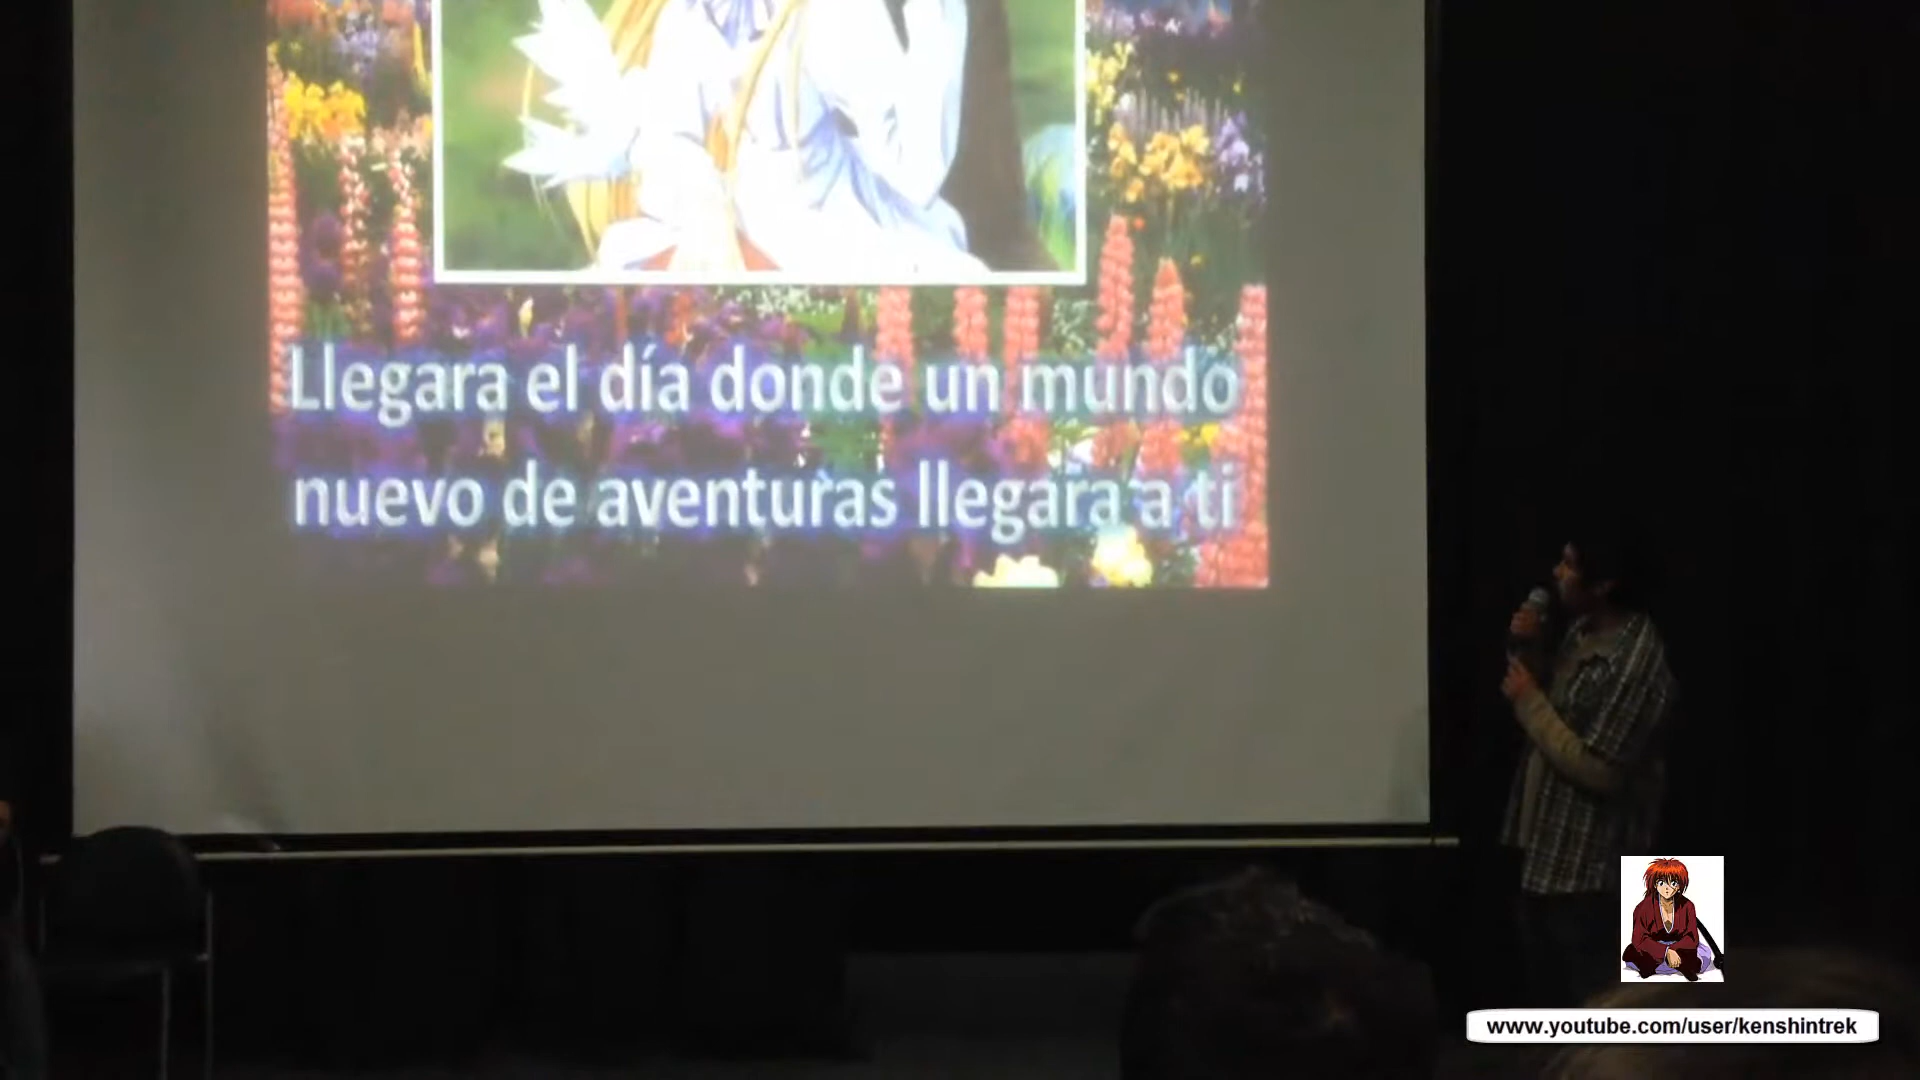 Llegara el día donde un mundo
nuevo de aventuras llegara a ti
www.youtube.com/user/kenshintrek